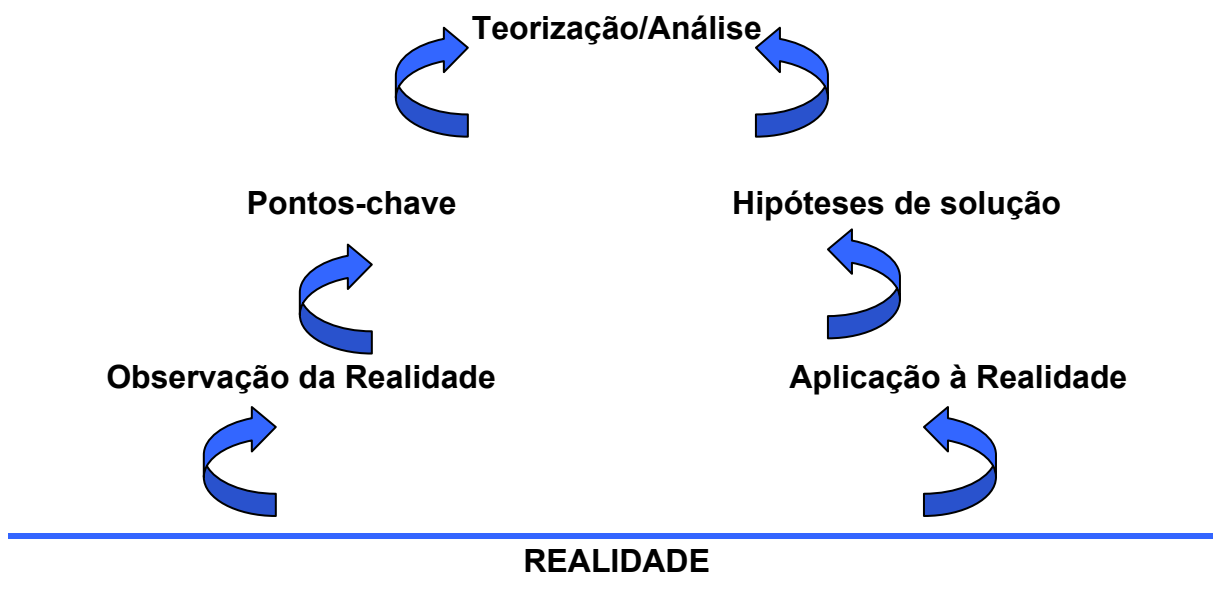 Teorização/Análise
Pontos-chave
Hipóteses de solução
Observação da Realidade
Aplicação à Realidade
REALIDADE